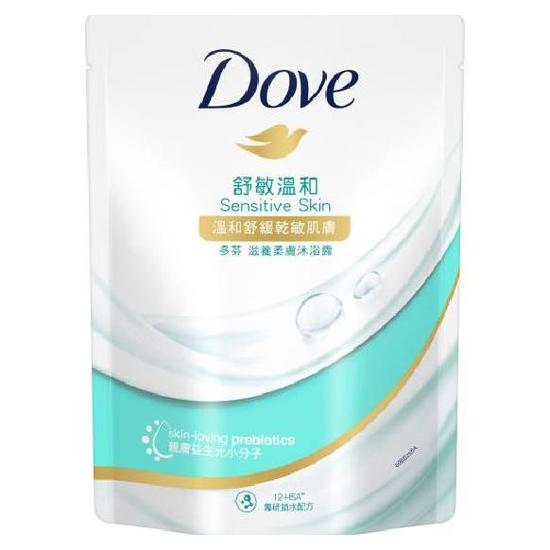 Dove
舒敏溫和
Sensitive Skin
溫和舒緩乾敏肌膚
多芬 滋養柔膚沐浴露
skin-loving prebiotics
親膚益生元小分子
12-HSA*
專研鎖水配方